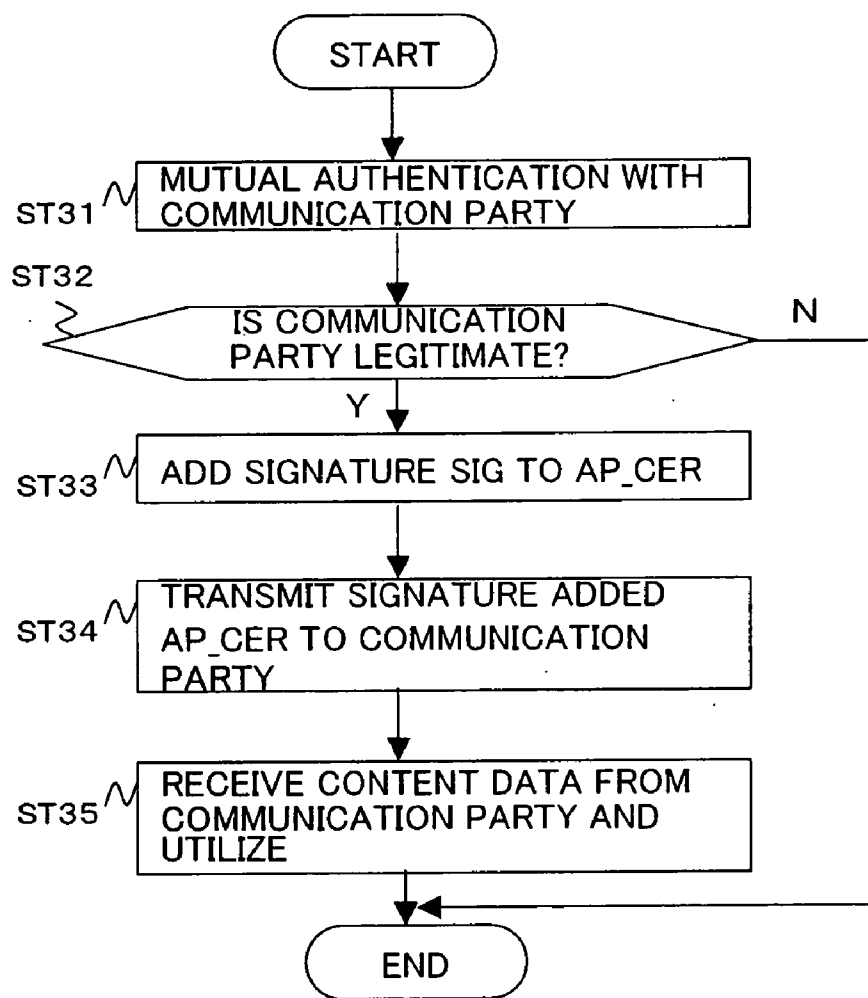 START
ST31
MUTUAL AUTHENTICATION WITH
COMMUNICATION PARTY
ST32
IS COMMUNICATION
PARTY LEGITIMATE?
N
Y
ST33
ADD SIGNATURE SIG TO AP_CER
ST34
TRANSMIT SIGNATURE ADDED
AP_CER TO COMMUNICATION
PARTY
ST35
RECEIVE CONTENT DATA FROM
COMMUNICATION PARTY AND
UTILIZE
END